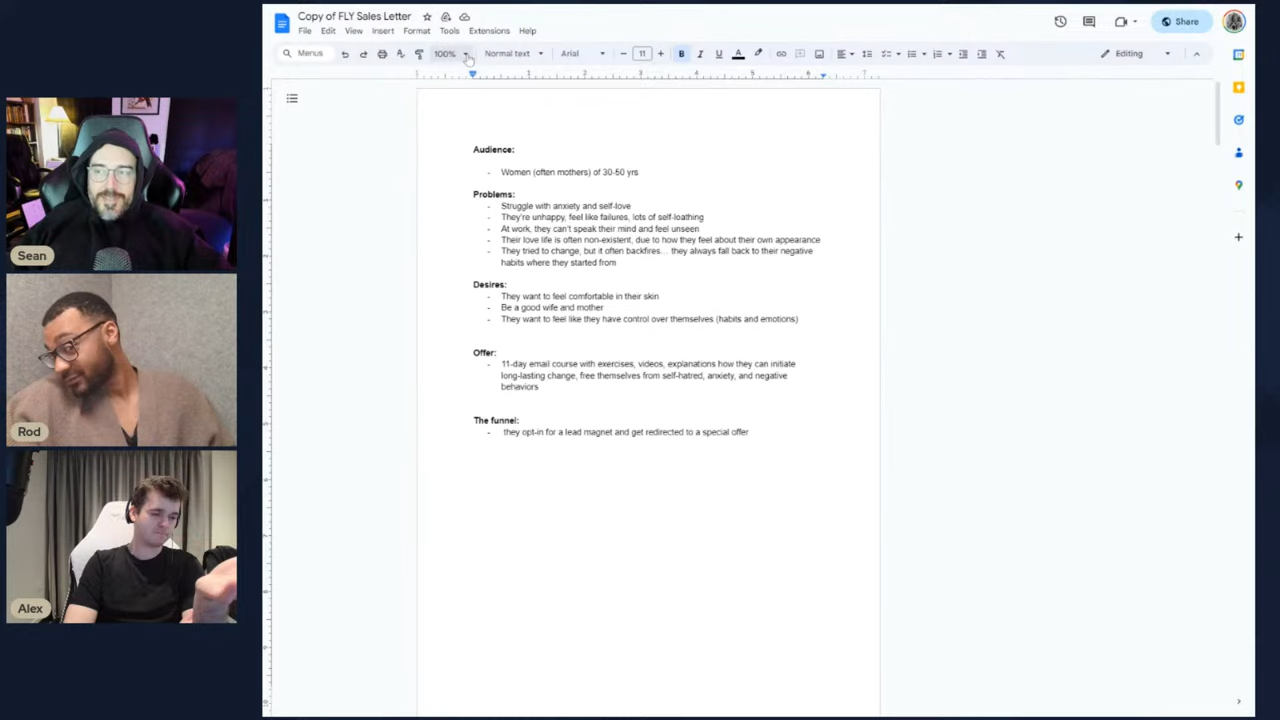 Copy of FLY Sales Letter
File Edit View Insert Format Tools Extensions Help
Share
Menus 100% Normal text Arial 11 B I U A Editing
1 1 2 3 4 5 6 7
Audience:
- Women (often mothers) of 30-50 yrs
Problems:
- Struggle with anxiety and self-love
- They're unhappy, feel like failures, lots of self-loathing
- At work, they can't speak their mind and feel unseen
- Their love life is often non-existent, due to how they feel about their own appearance
- They tried to change, but it often backfires... they always fall back to their negative
habits where they started from
Desires:
- They want to feel comfortable in their skin
- Be a good wife and mother
- They want to feel like they have control over themselves (habits and emotions)
Offer:
- 11-day email course with exercises, videos, explanations how they can initiate
long-lasting change, free themselves from self-hatred, anxiety, and negative
behaviors
The funnel:
- they opt-in for a lead magnet and get redirected to a special offer
Sean
Rod
Alex